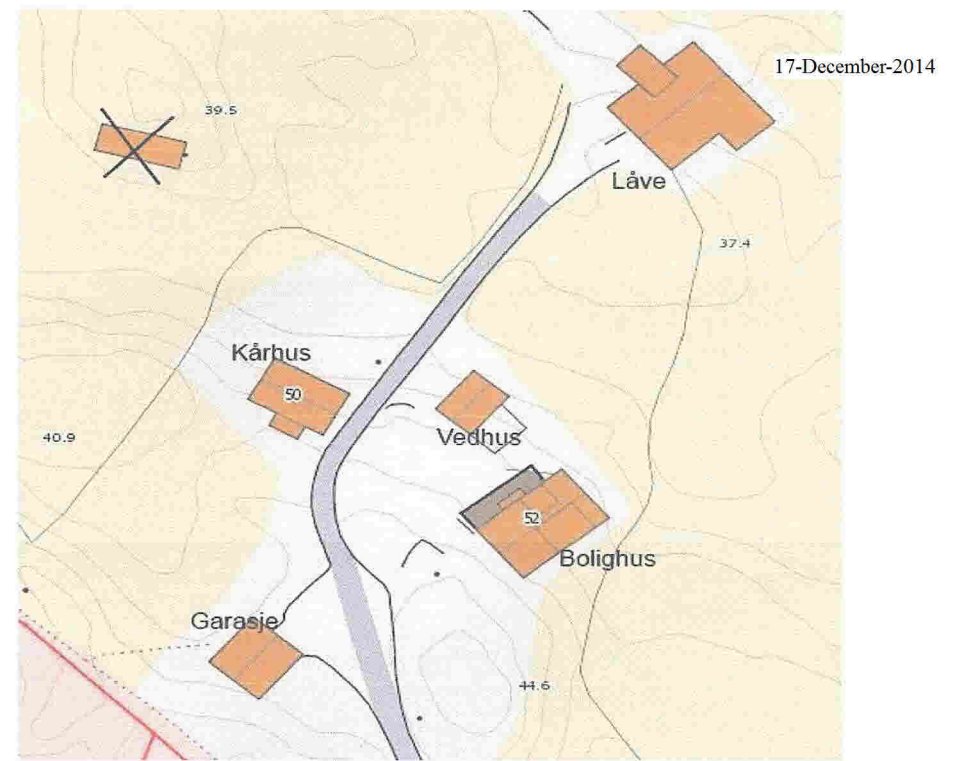 17-December-2014
39.5
Låve
37.4
Kårhus
50
40.9
Vedhus
52
Bolighus
Garasje
44.6